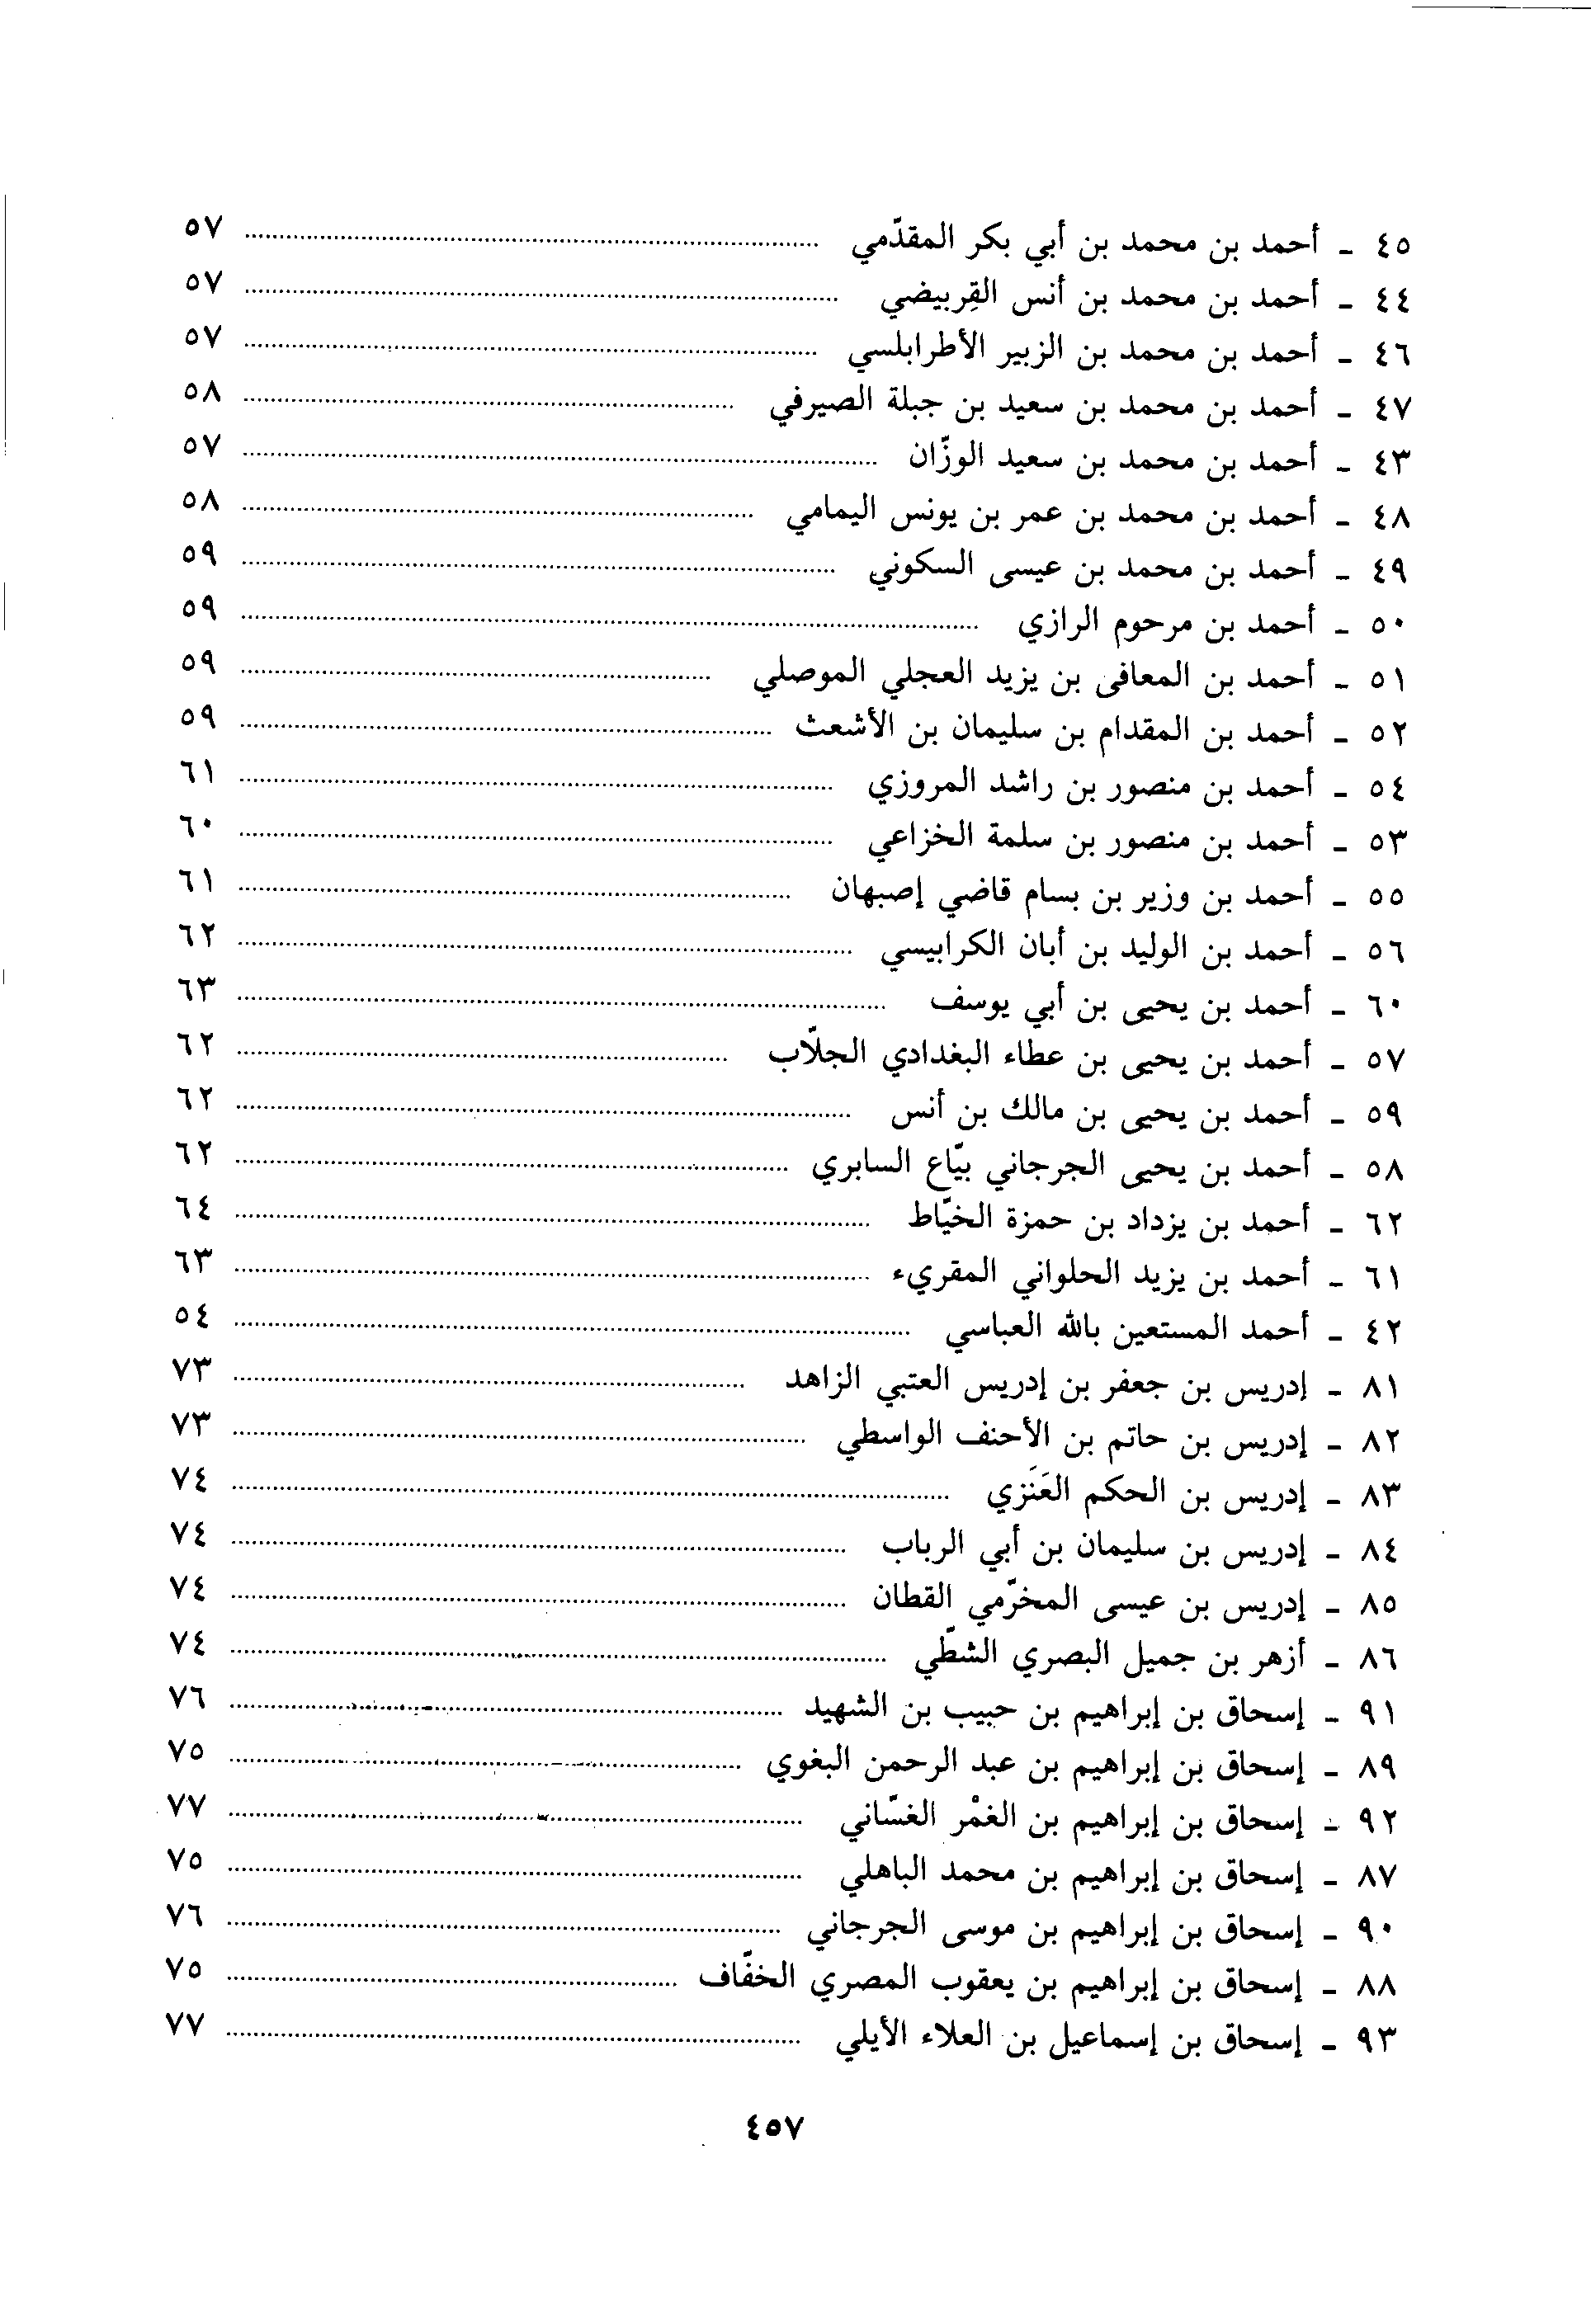 ٤٥ - أحمد بن محمد بن أبي بكر المقدّمي ........ ٥٧
٤٤ - أحمد بن محمد بن أنس القِربيضي ........ ٥٧
٤٦ - أحمد بن محمد بن الزبير الأطرابلسي ........ ٥٧
٤٧ - أحمد بن محمد بن سعيد بن جبلة الصيرفي ........ ٥٨
٤٣ - أحمد بن محمد بن سعيد الوزّان ........ ٥٧
٤٨ - أحمد بن محمد بن عمر بن يونس اليمامي ........ ٥٨
٤٩ - أحمد بن محمد بن عيسى السكوني ........ ٥٩
٥٠ - أحمد بن مرحوم الرازي ........ ٥٩
٥١ - أحمد بن المعافى بن يزيد العجلي الموصلي ........ ٥٩
٥٢ - أحمد بن المقدام بن سليمان بن الأشعث ........ ٥٩
٥٤ - أحمد بن منصور بن راشد المروزي ........ ٦١
٥٣ - أحمد بن منصور بن سلمة الخزاعي ........ ٦٠
٥٥ - أحمد بن وزير بن بسام قاضي إصبهان ........ ٦١
٥٦ - أحمد بن الوليد بن أبان الكرابيسي ........ ٦٢
٦٠ - أحمد بن يحيى بن أبي يوسف ........ ٦٣
٥٧ - أحمد بن يحيى بن عطاء البغدادي الجلّاب ........ ٦٢
٥٩ - أحمد بن يحيى بن مالك بن أنس ........ ٦٢
٥٨ - أحمد بن يحيى الجرجاني بيّاع السابري ........ ٦٢
٦٢ - أحمد بن يزداد بن حمزة الخيّاط ........ ٦٤
٦١ - أحمد بن يزيد الحلواني المقريء ........ ٦٣
٤٢ - أحمد المستعين بالله العباسي ........ ٥٤
٨١ - إدريس بن جعفر بن إدريس العتبي الزاهد ........ ٧٣
٨٢ - إدريس بن حاتم بن الأحنف الواسطي ........ ٧٣
٨٣ - إدريس بن الحكم العَنَزي ........ ٧٤
٨٤ - إدريس بن سليمان بن أبي الرباب ........ ٧٤
٨٥ - إدريس بن عيسى المخرّمي القطان ........ ٧٤
٨٦ - أزهر بن جميل البصري الشطّي ........ ٧٤
٩١ - إسحاق بن إبراهيم بن حبيب بن الشهيد ........ ٧٦
٨٩ - إسحاق بن إبراهيم بن عبد الرحمن البغوي ........ ٧٥
٩٢ - إسحاق بن إبراهيم بن الغمْر الغسّاني ........ ٧٧
٨٧ - إسحاق بن إبراهيم بن محمد الباهلي ........ ٧٥
٩٠ - إسحاق بن إبراهيم بن موسى الجرجاني ........ ٧٦
٨٨ - إسحاق بن إبراهيم بن يعقوب المصري الخفّاف ........ ٧٥
٩٣ - إسحاق بن إسماعيل بن العلاء الأيلي ........ ٧٧
٤٥٧